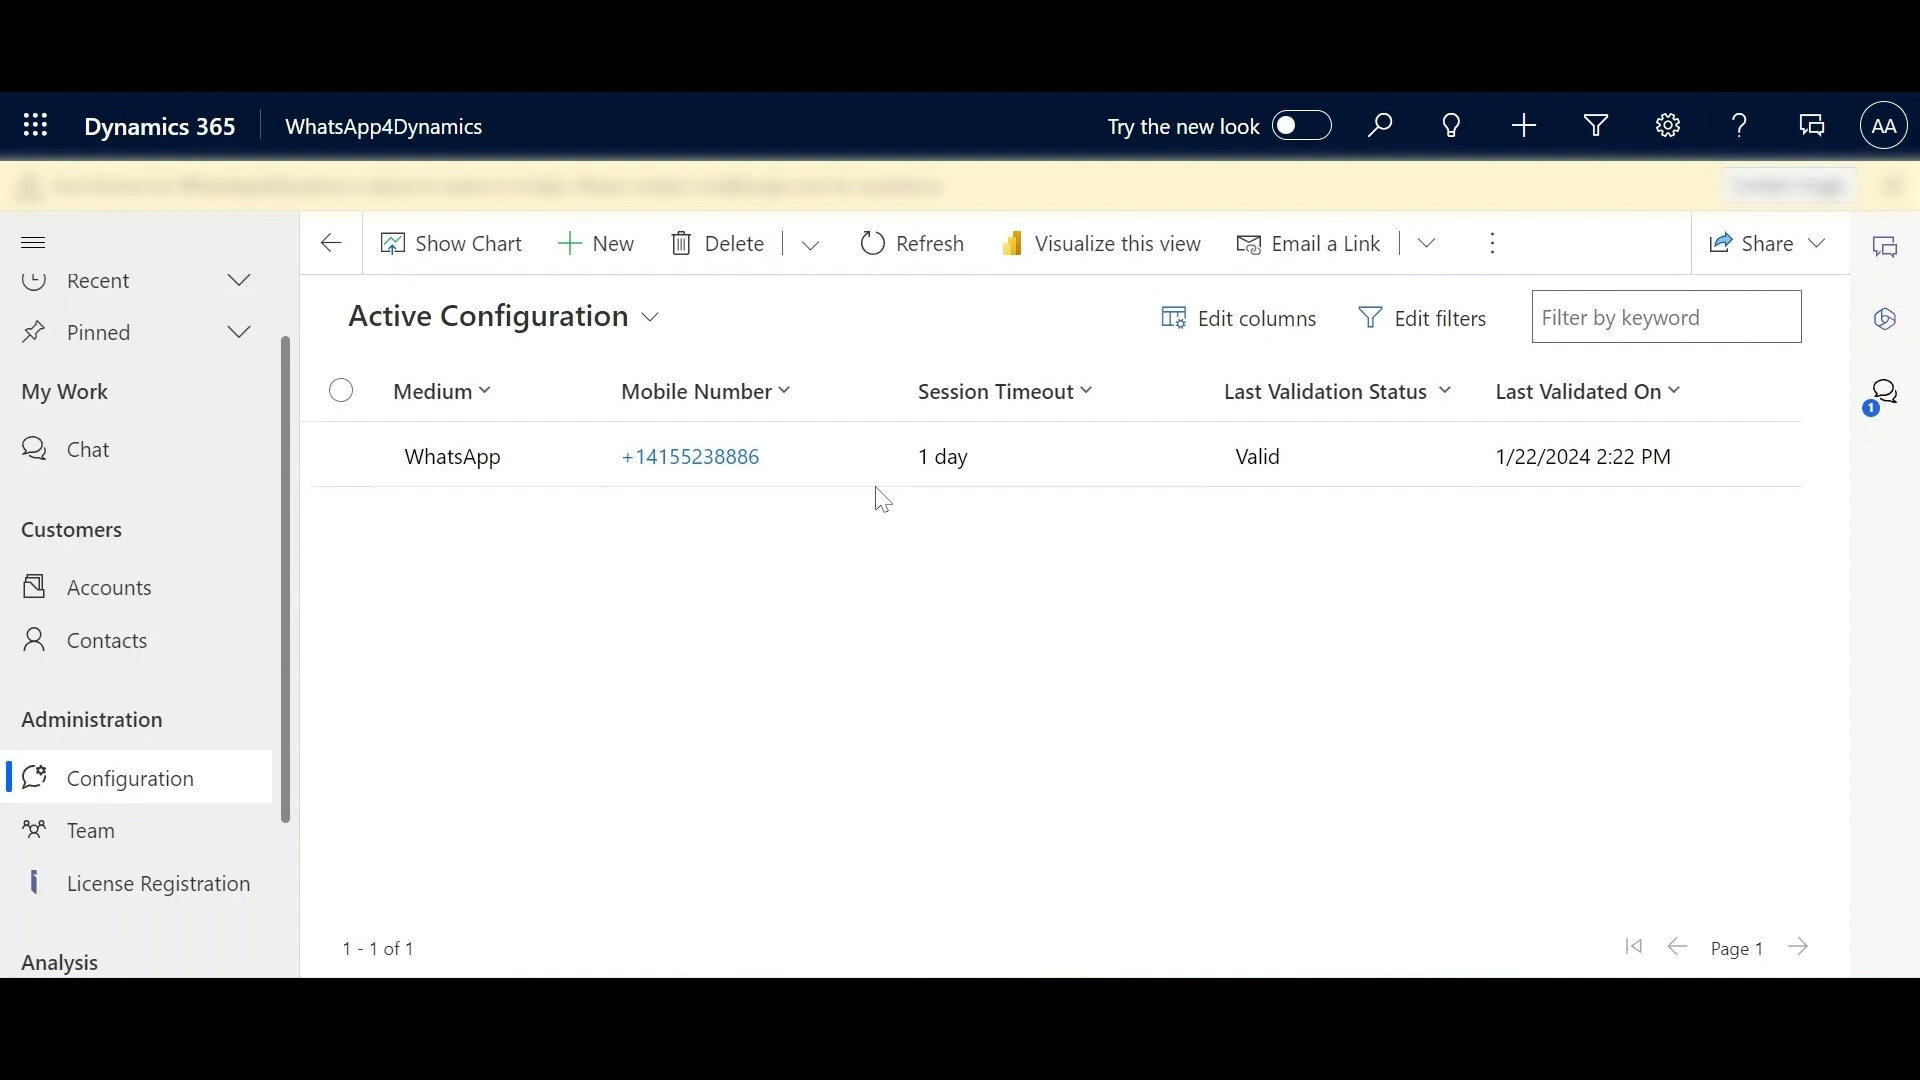 Dynamics 365 WhatsApp4Dynamics Try the new look AA
Show Chart New Delete Refresh Visualize this view Email a Link Share
Recent
Pinned
My Work
Chat
Customers
Accounts
Contacts
Administration
Configuration
Team
License Registration
Analysis
Active Configuration Edit columns Edit filters Filter by keyword
Medium Mobile Number Session Timeout Last Validation Status Last Validated On
WhatsApp +14155238886 1 day Valid 1/22/2024 2:22 PM
1 - 1 of 1 Page 1
1